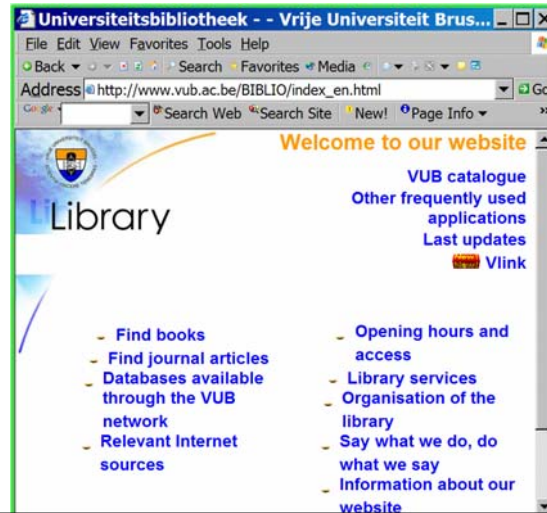 Universiteitsbibliotheek - - Vrije Universiteit Brus...
File Edit View Favorites Tools Help
Back Search Favorites Media
Address http://www.vub.ac.be/BIBLIO/index_en.html Go
Google Search Web Search Site New! Page Info »
Welcome to our website
Library
VUB catalogue
Other frequently used
applications
Last updates
Vlink
Find books
Find journal articles
Databases available
through the VUB
network
Relevant Internet
sources
Opening hours and
access
Library services
Organisation of the
library
Say what we do, do
what we say
Information about our
website